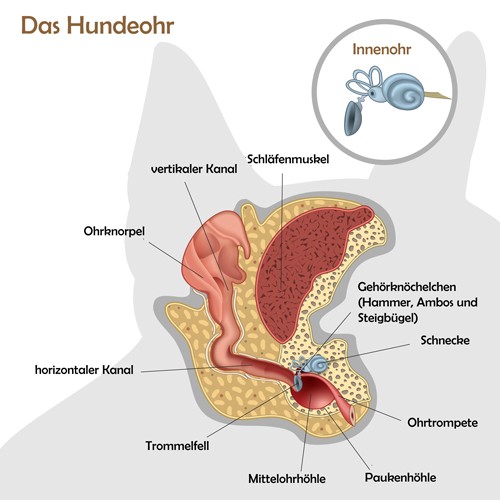 Das Hundeohr
Innenohr
Schläfenmuskel
vertikaler Kanal
Ohrknorpel
Gehörknöchelchen
(Hammer, Ambos und
Steigbügel)
Schnecke
horizontaler Kanal
Ohrtrompete
Trommelfell
Mittelohrhöhle
Paukenhöhle